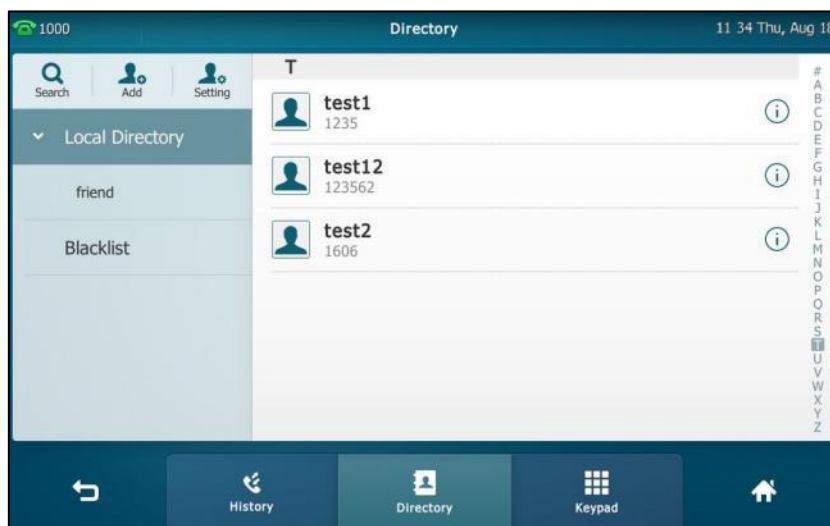 1000
Directory
11 34 Thu, Aug 18
Search
Add
Setting
Local Directory
friend
Blacklist
T
test1
1235
test12
123562
test2
1606
#
A
B
C
D
E
F
G
H
I
J
K
L
M
N
O
P
Q
R
S
T
U
V
W
X
Y
Z
History
Directory
Keypad